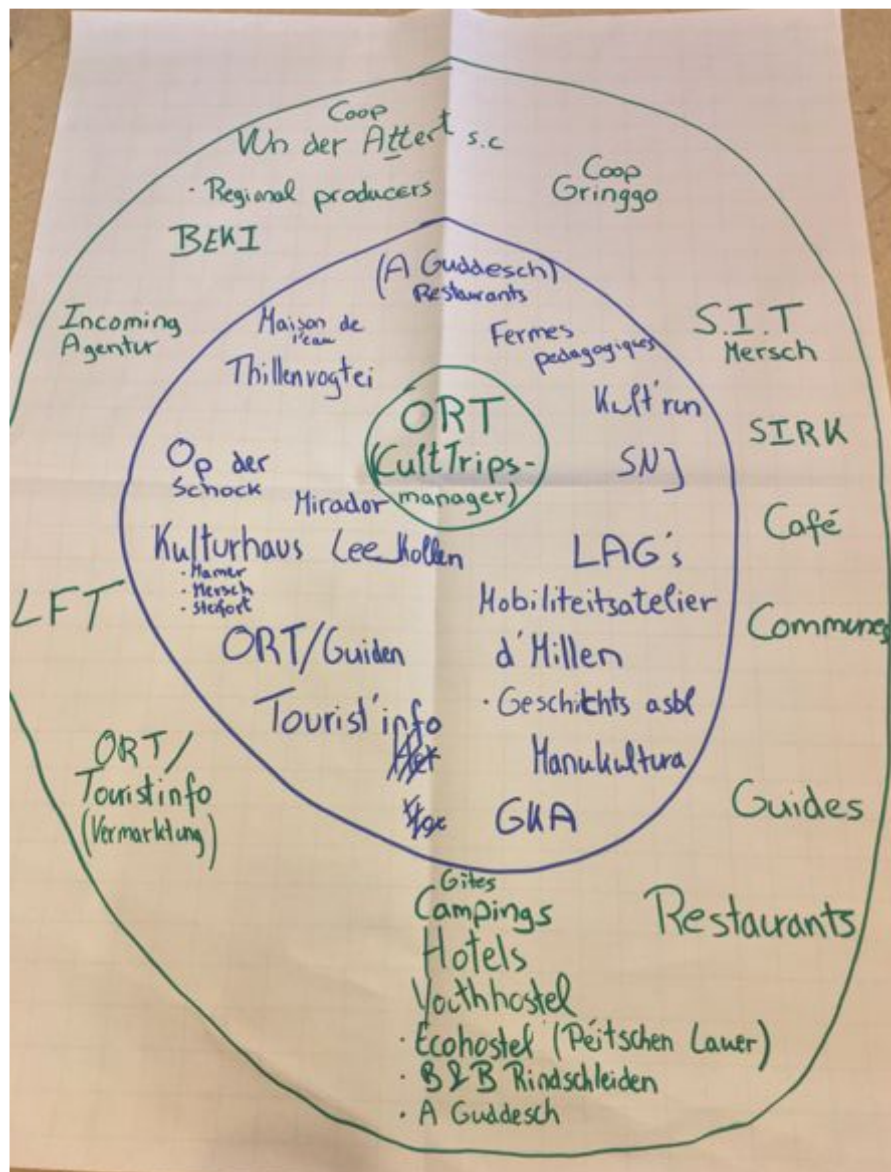 Coop
Vun der Attert s.c
· Regional producers
BEKI
Coop
Gringgo
Incoming
Agentur
S.I.T
Mersch
SIRK
Café
Communes
Guides
Restaurants
LFT
ORT/
Touristinfo
(Vermarktung)
Gîtes
Campings
Hotels
Youthhostel
· Ecohostel (Péitschen Lauer)
· B&B Rindschleiden
· A Guddesch
(A Guddesch)
Restaurants
Maison de
l'eau
Thillenvogtei
Fermes
pedagogiques
Kult'run
SNJ
Op der
Schock
Mirador
Kulturhaus
· Mamer
· Mersch
· Steefort
Lee Kollen
LAG's
Mobiliteitsatelier
ORT/Guiden
d'Millen
· Geschichts asbl
Tourist'info
Manukultura
GKA
ORT
(CultTrips-
manager)